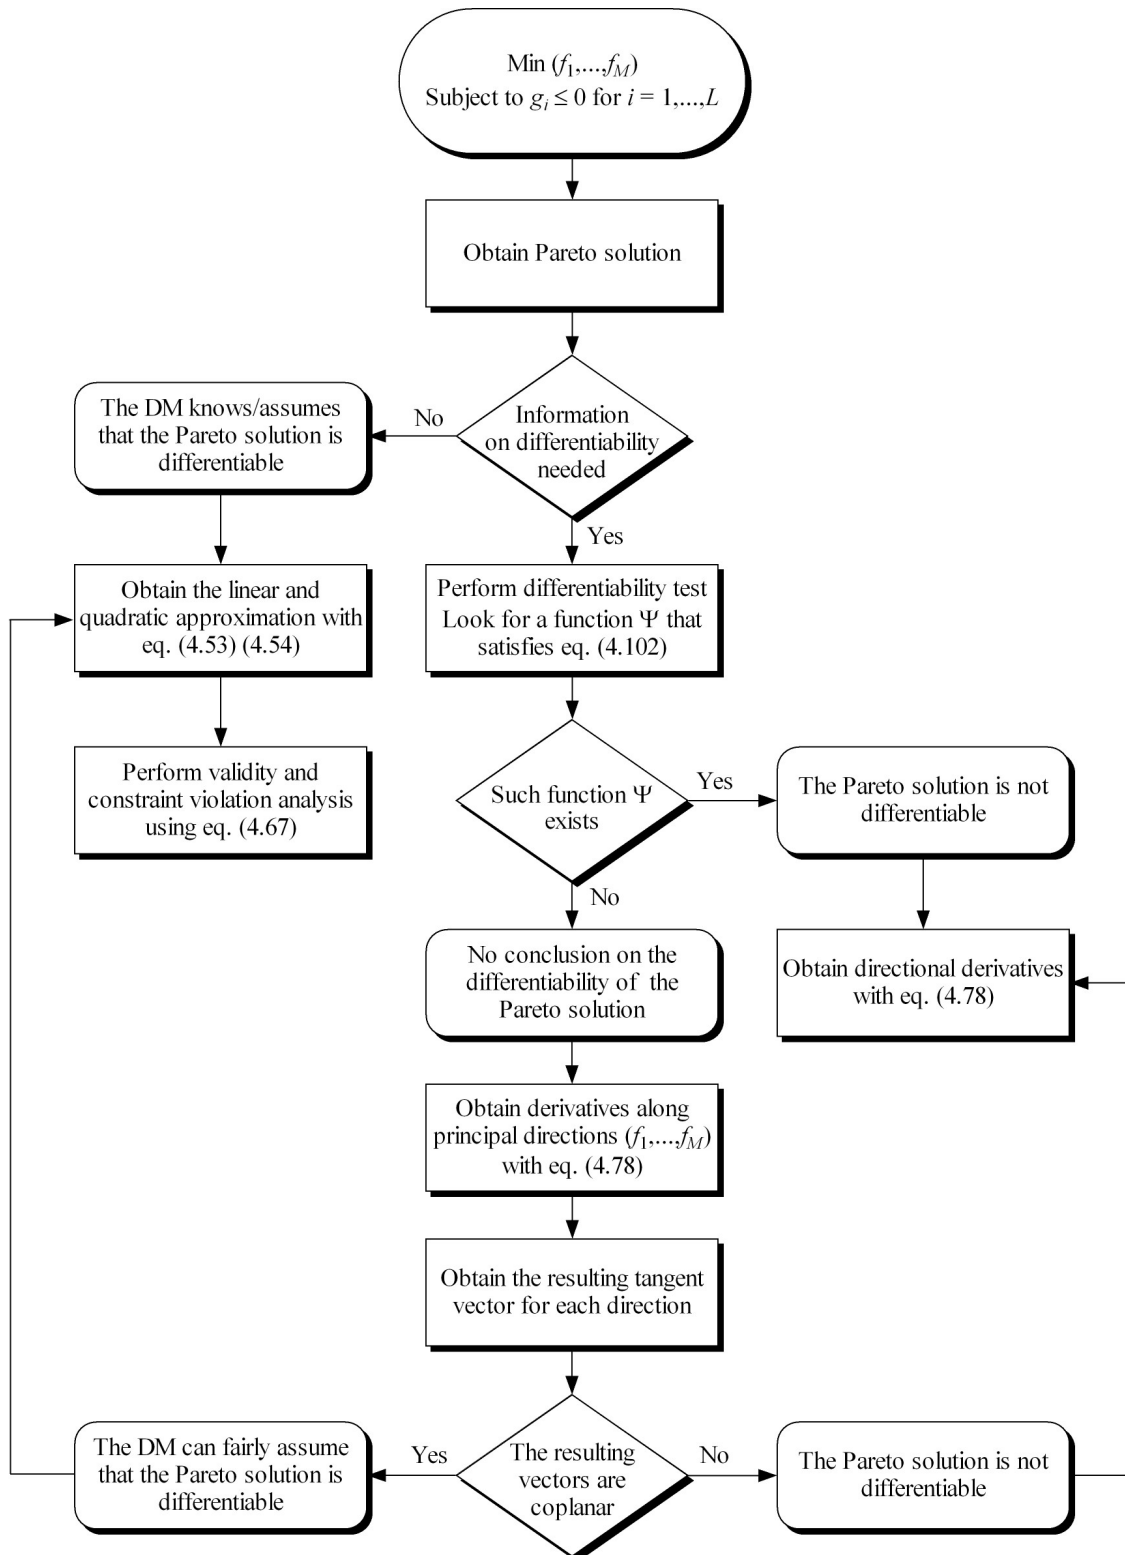 Min (f1,...,fM)
Subject to gi ≤ 0 for i = 1,...,L
Obtain Pareto solution
Information
on differentiability
needed
No
The DM knows/assumes
that the Pareto solution is
differentiable
Yes
Obtain the linear and
quadratic approximation with
eq. (4.53) (4.54)
Perform differentiability test
Look for a function Ψ that
satisfies eq. (4.102)
Perform validity and
constraint violation analysis
using eq. (4.67)
Such function Ψ
exists
Yes
The Pareto solution is not
differentiable
No
No conclusion on the
differentiability of the
Pareto solution
Obtain directional derivatives
with eq. (4.78)
Obtain derivatives along
principal directions (f1,...,fM)
with eq. (4.78)
Obtain the resulting tangent
vector for each direction
The DM can fairly assume
that the Pareto solution is
differentiable
Yes
The resulting
vectors are
coplanar
No
The Pareto solution is not
differentiable